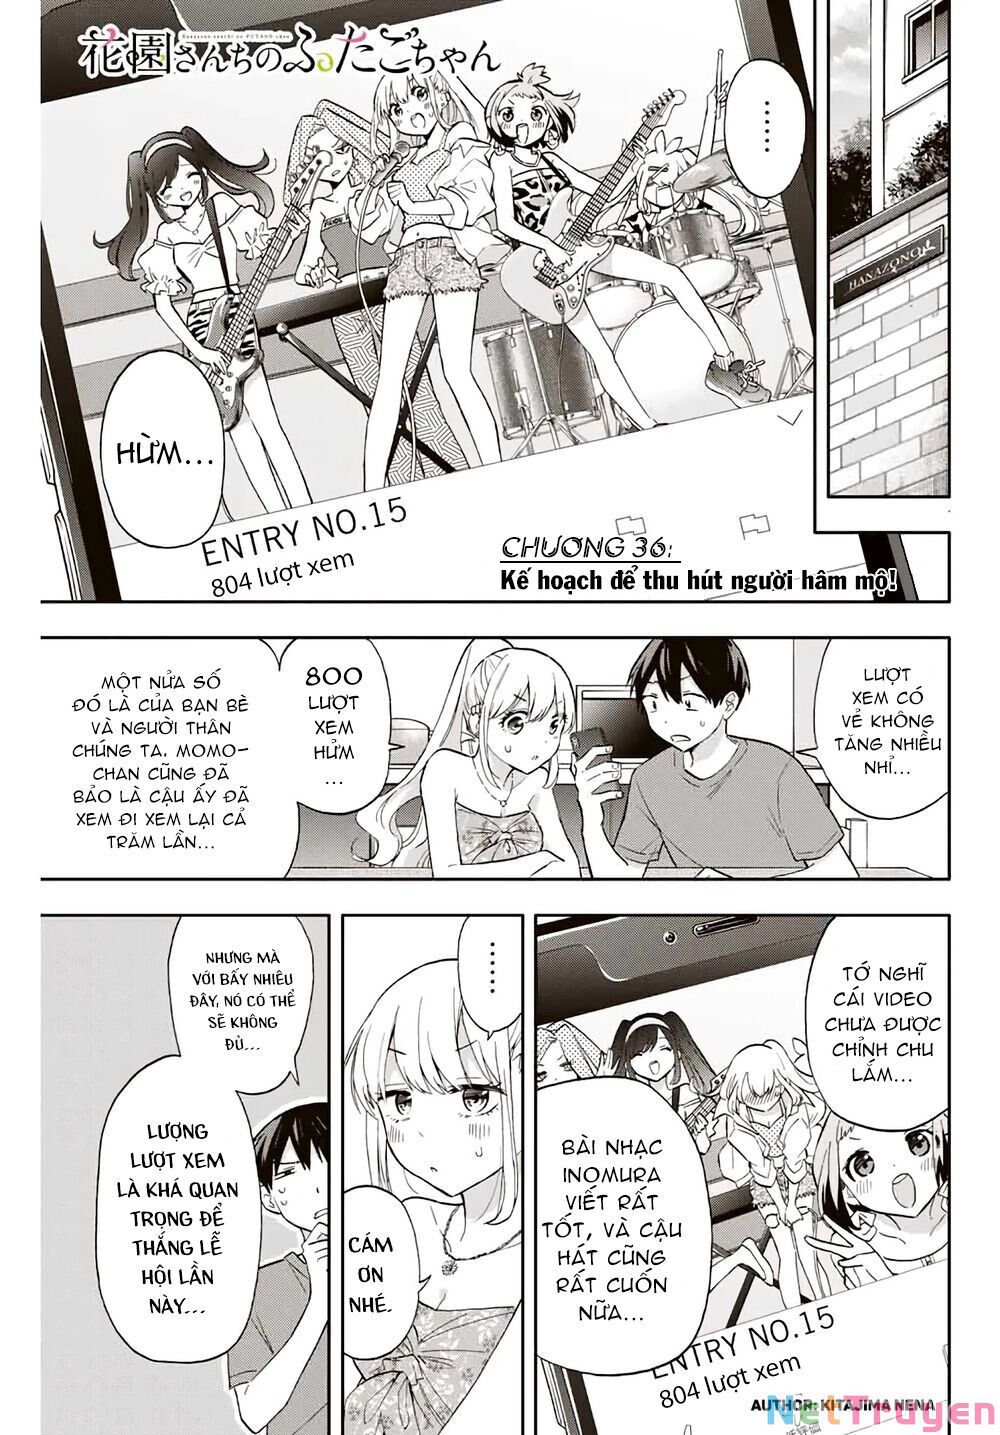 花園さんちのふたごちゃん
......
HANAZONO
HỪM...
ENTRY NO.15
804 lượt xem
CHƯƠNG 36:
Kế hoạch để thu hút người hâm mộ!
LƯỢT
XEM CÓ
VẺ KHÔNG
TĂNG NHIỀU
NHỈ...
800
LƯỢT
XEM
HỬM
...
MỘT NỬA SỐ
ĐÓ LÀ CỦA BẠN BÈ
VÀ NGƯỜI THÂN
CHÚNG TA. MOMO-
CHAN CŨNG ĐÃ
BẢO LÀ CẬU ẤY ĐÃ
XEM ĐI XEM LẠI CẢ
TRĂM LẦN...
TỚ NGHĨ
CÁI VIDEO
CHƯA ĐƯỢC
CHỈNH CHU
LẮM...
BÀI NHẠC
INOMURA
VIẾT RẤT
TỐT, VÀ CẬU
HÁT CŨNG
RẤT CUỐN
NỮA...
ENTRY NO.15
804 lượt xem
......
CÁM
ƠN
NHÉ.
NHƯNG MÀ
VỚI BẤY NHIÊU
ĐÂY, NÓ CÓ THỂ
SẼ KHÔNG
ĐỦ...
LƯỢNG
LƯỢT XEM
LÀ KHÁ QUAN
TRỌNG ĐỂ
THẮNG LỄ
HỘI LẦN
NÀY...
AUTHOR: KITAJIMA NENA
NetTruyen